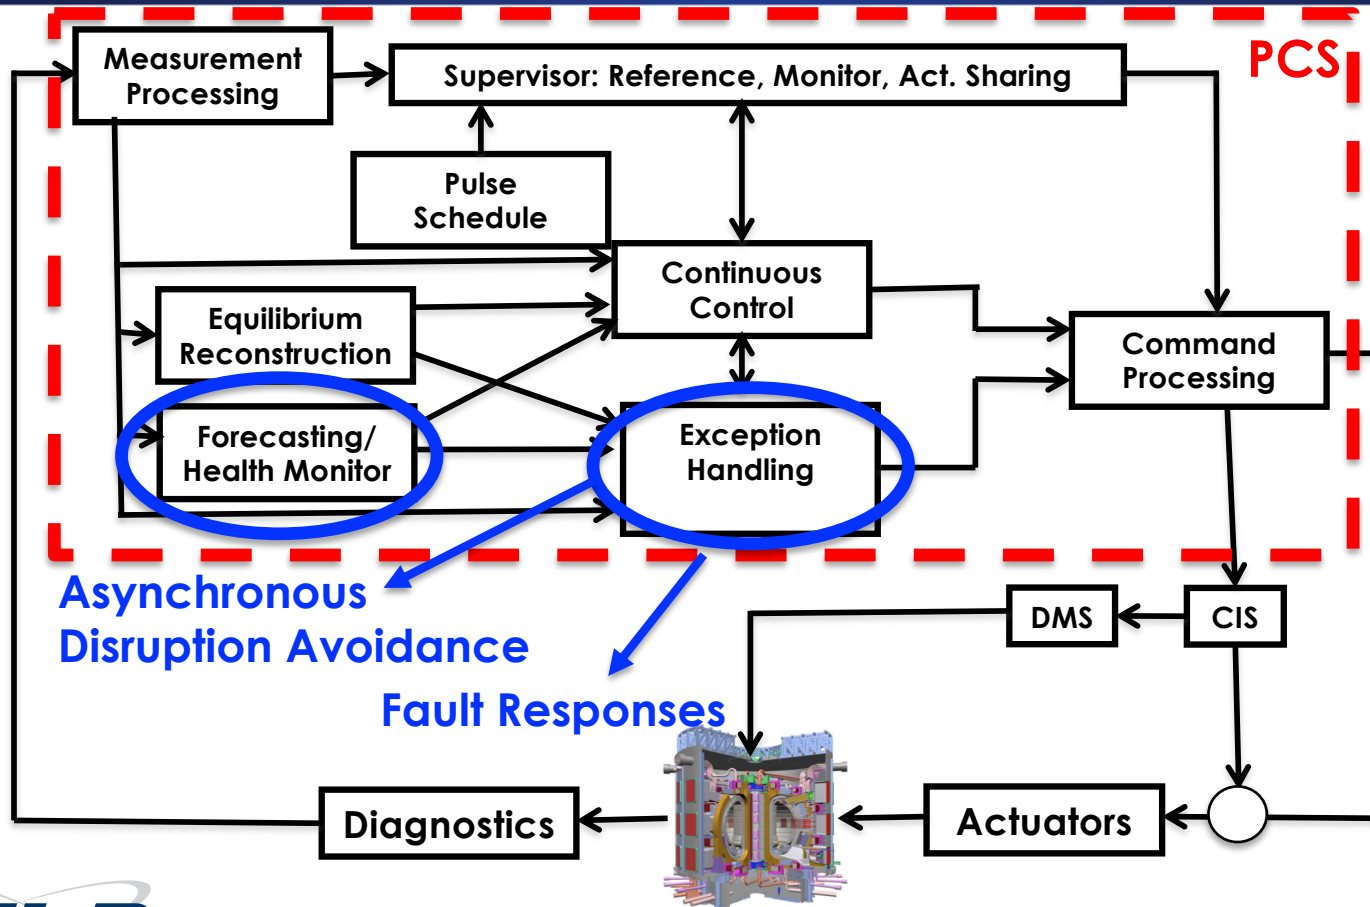 PCS
Measurement
Processing
Supervisor: Reference, Monitor, Act. Sharing
Pulse
Schedule
Continuous
Control
Equilibrium
Reconstruction
Command
Processing
Forecasting/
Health Monitor
Exception
Handling
Asynchronous
Disruption Avoidance
DMS
CIS
Fault Responses
Diagnostics
Actuators